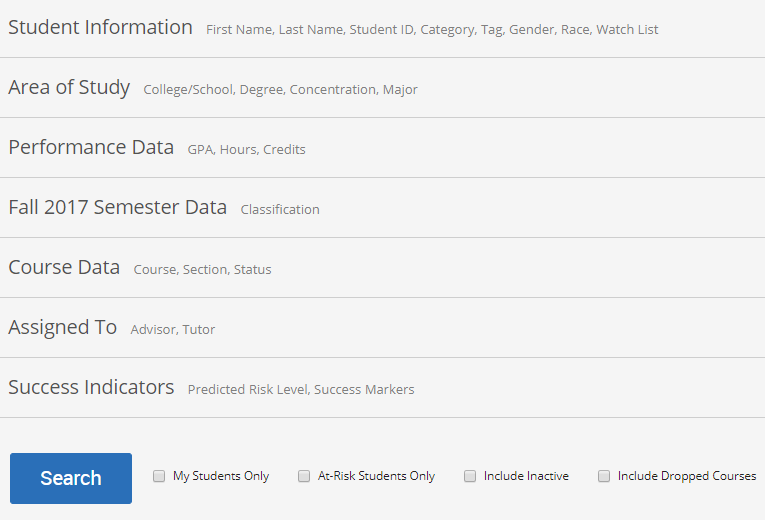 Student Information First Name, Last Name, Student ID, Category, Tag, Gender, Race, Watch List
Area of Study College/School, Degree, Concentration, Major
Performance Data GPA, Hours, Credits
Fall 2017 Semester Data Classification
Course Data Course, Section, Status
Assigned To Advisor, Tutor
Success Indicators Predicted Risk Level, Success Markers
Search My Students Only At-Risk Students Only Include Inactive Include Dropped Courses